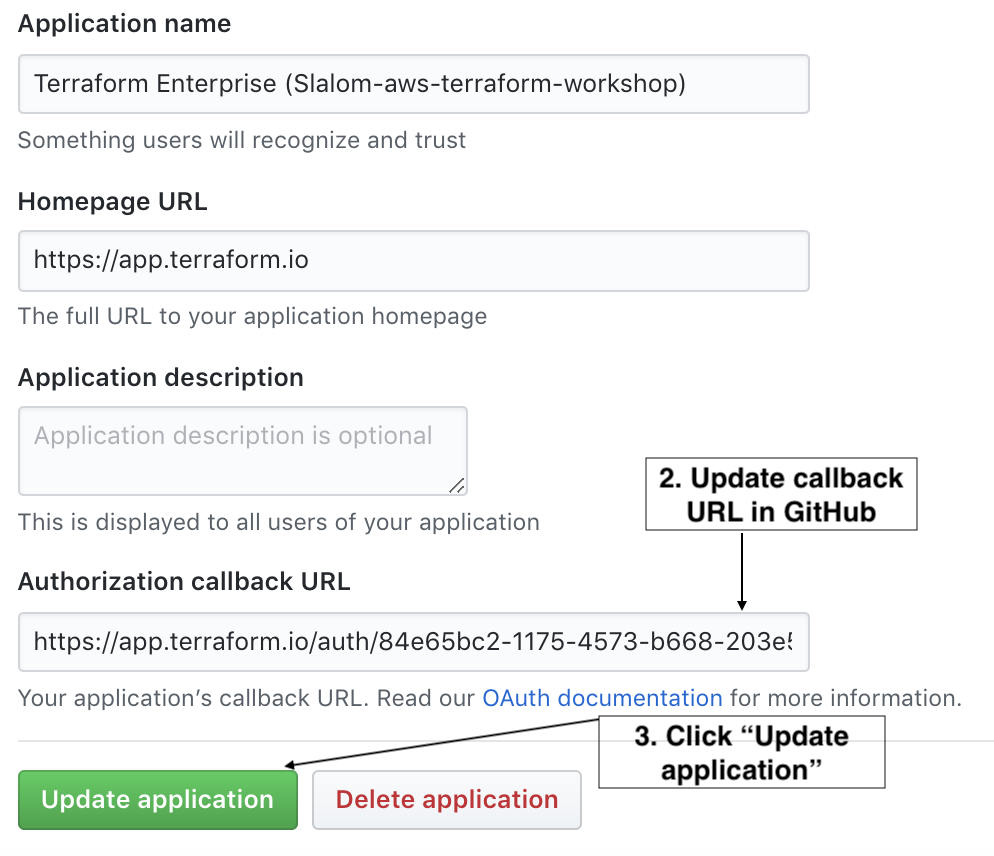 Application name
Terraform Enterprise (Slalom-aws-terraform-workshop)
Something users will recognize and trust
Homepage URL
https://app.terraform.io
The full URL to your application homepage
Application description
Application description is optional
This is displayed to all users of your application
2. Update callback
URL in GitHub
Authorization callback URL
https://app.terraform.io/auth/84e65bc2-1175-4573-b668-203e5
Your application’s callback URL. Read our OAuth documentation for more information.
3. Click “Update
application”
Update application
Delete application